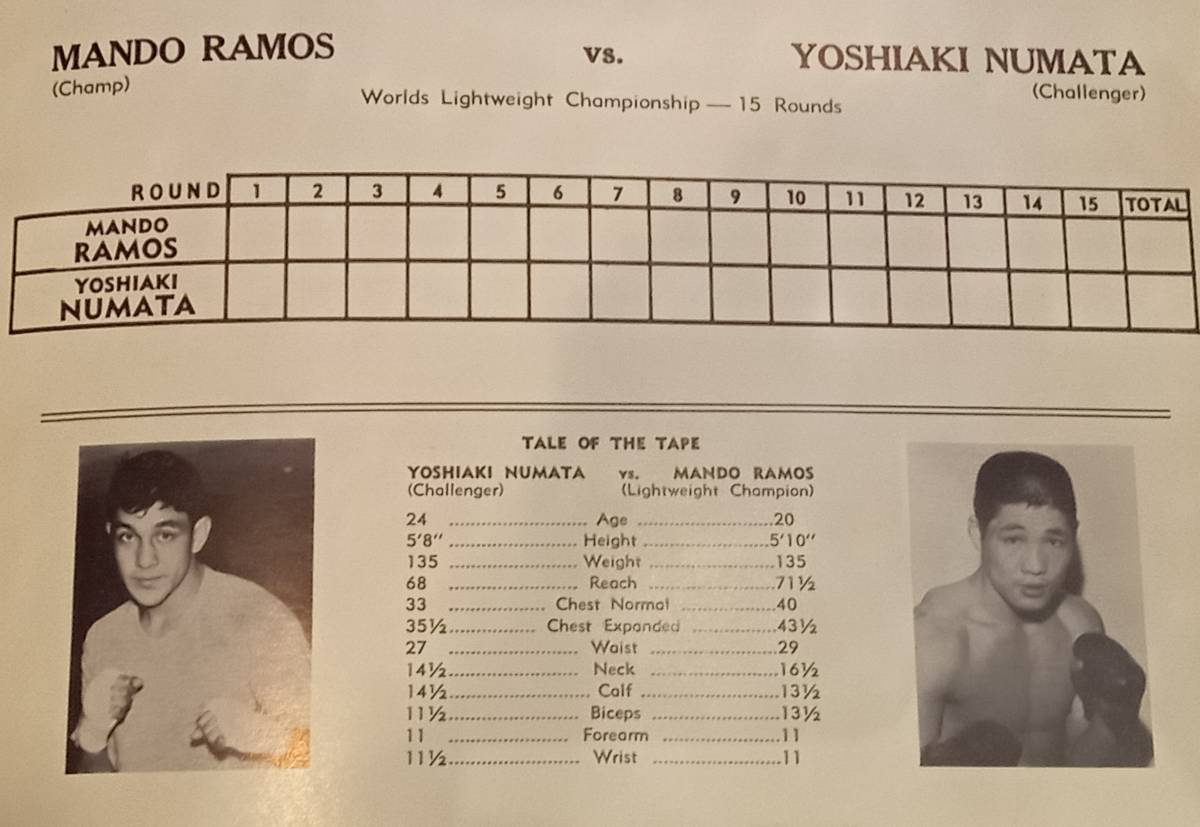 MANDO RAMOS vs. YOSHIAKI NUMATA
(Champ) (Challenger)
Worlds Lightweight Championship — 15 Rounds
ROUND 1 2 3 4 5 6 7 8 9 10 11 12 13 14 15 TOTAL
MANDO
RAMOS
YOSHIAKI
NUMATA
TALE OF THE TAPE
YOSHIAKI NUMATA vs. MANDO RAMOS
(Challenger) (Lightweight Champion)
24 Age 20
5'8" Height 5'10"
135 Weight 135
68 Reach 71½
33 Chest Normal 40
35½ Chest Expanded 43½
27 Waist 29
14½ Neck 16½
14½ Calf 13½
11½ Biceps 13½
11 Forearm 11
11½ Wrist 11